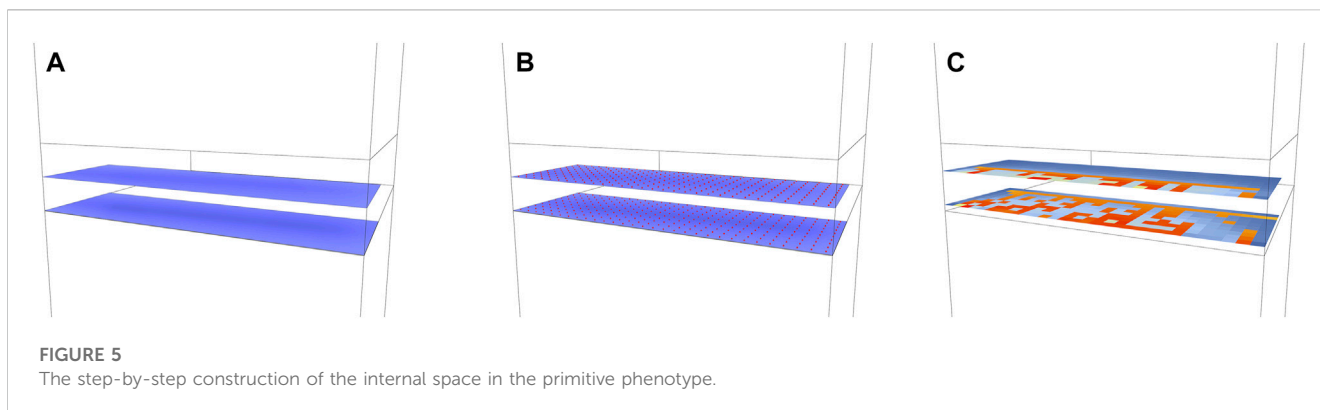 A
B
C
FIGURE 5
The step-by-step construction of the internal space in the primitive phenotype.